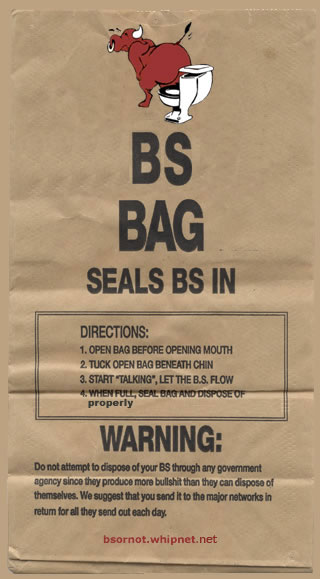 BS
BAG
SEALS BS IN
DIRECTIONS:
1. OPEN BAG BEFORE OPENING MOUTH
2. TUCK OPEN BAG BENEATH CHIN
3. START "TALKING", LET THE B.S. FLOW
4. WHEN FULL, SEAL BAG AND DISPOSE OF
properly
WARNING:
Do not attempt to dispose of your BS through any government
agency since they produce more bullshit than they can dispose of
themselves. We suggest that you send it to the major networks in
return for all they send out each day.
bsornot.whipnet.net